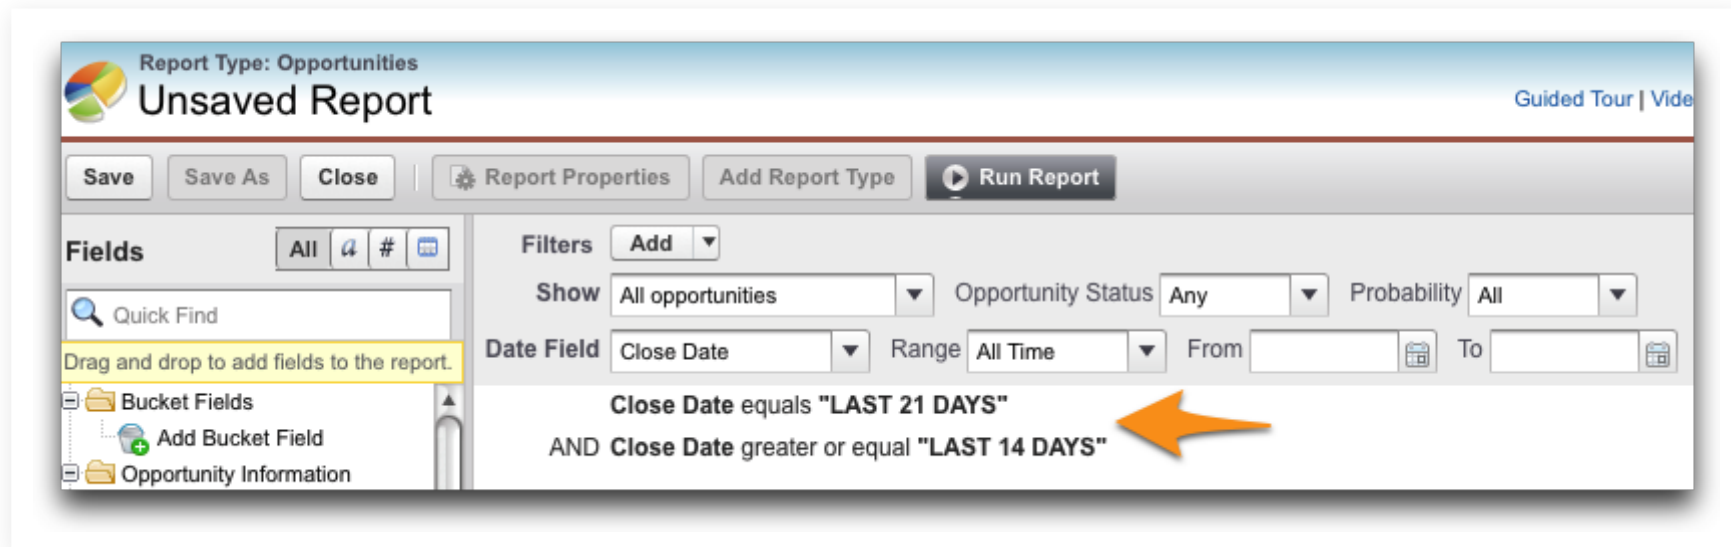 Report Type: Opportunities
Unsaved Report
Guided Tour | Vide
Save Save As Close Report Properties Add Report Type Run Report
Fields All a #
Filters Add
Quick Find
Show All opportunities Opportunity Status Any Probability All
Drag and drop to add fields to the report.
Date Field Close Date Range All Time From To
Bucket Fields
Add Bucket Field
Opportunity Information
Close Date equals "LAST 21 DAYS"
AND Close Date greater or equal "LAST 14 DAYS"